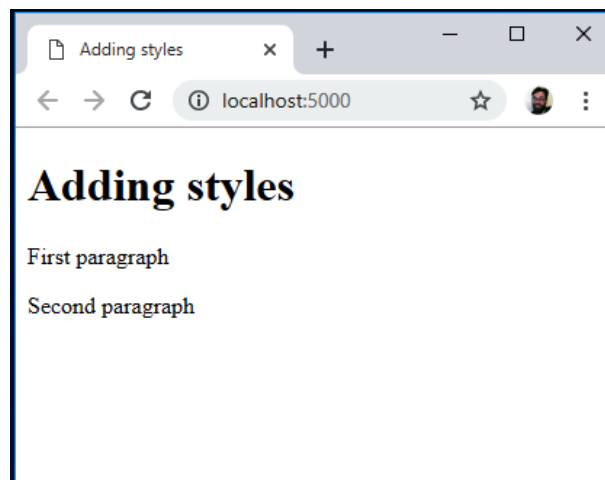 Adding styles
localhost:5000
Adding styles
First paragraph
Second paragraph